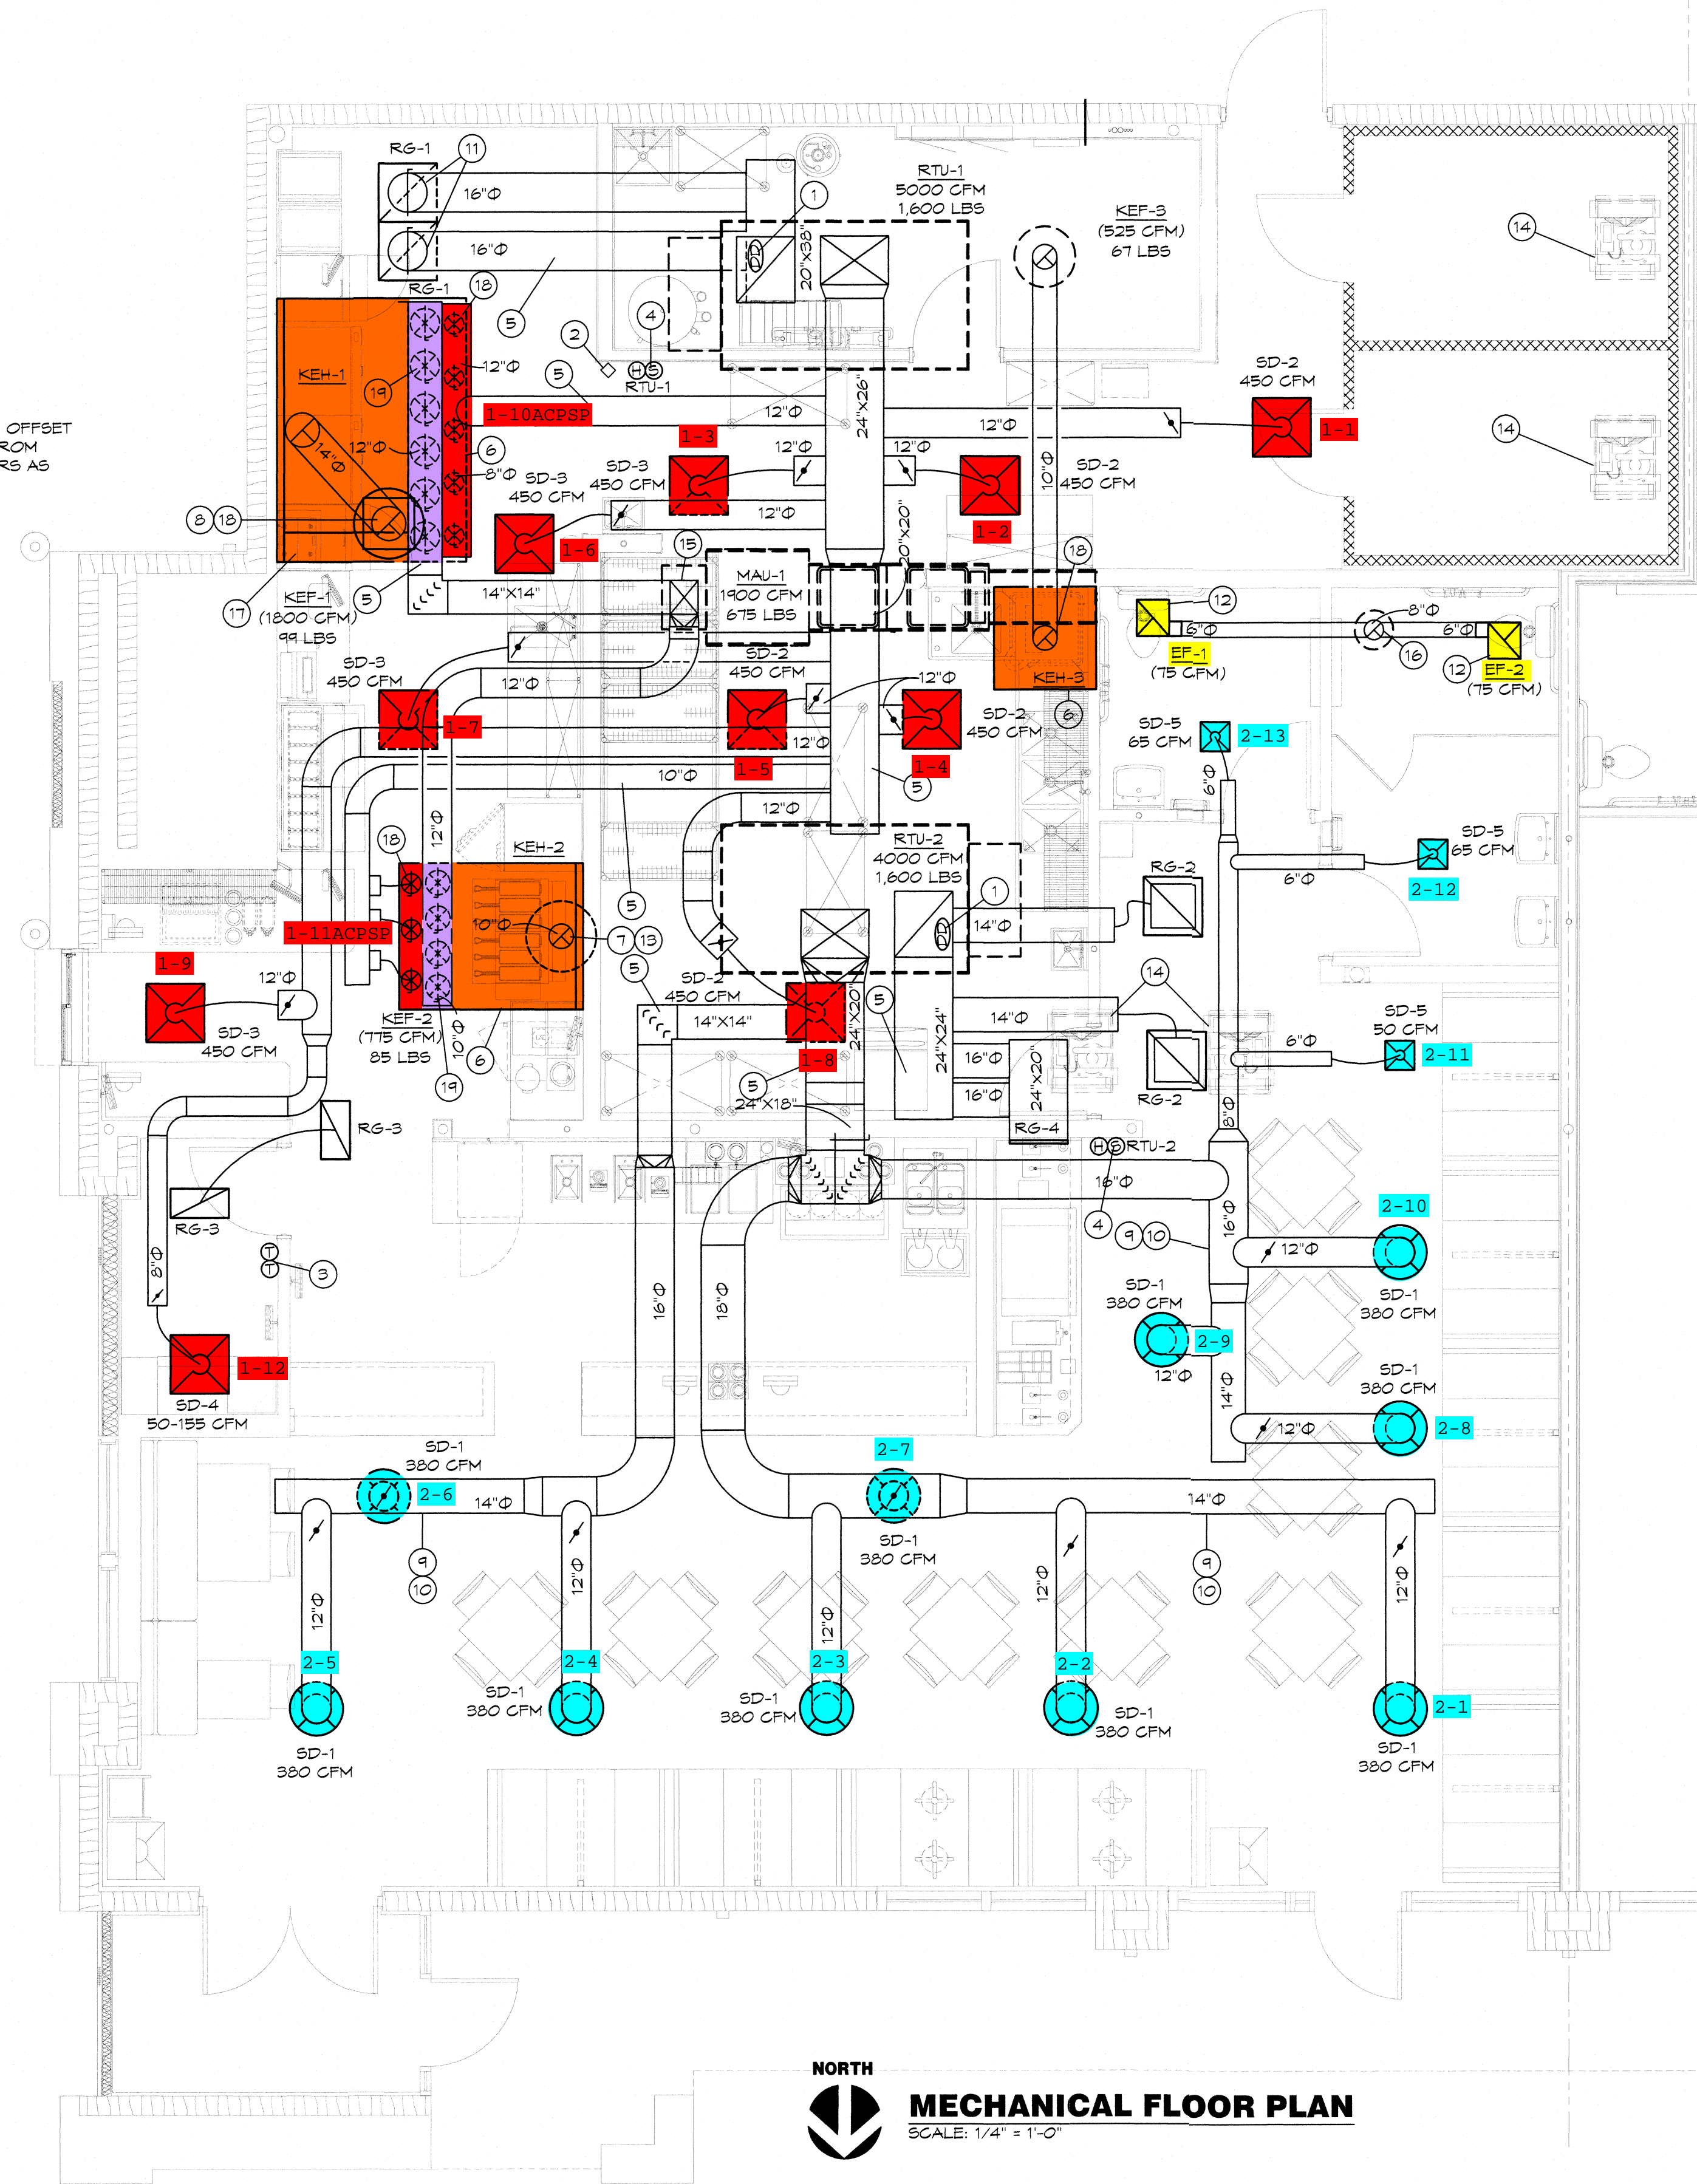 RG-1
11
16"Φ
16"Φ
RG-1
18
5
1
20"X38"
RTU-1
5000 CFM
1,600 LBS
KEF-3
(525 CFM)
67 LBS
14
2
4
H S
RTU-1
SD-2
450 CFM
1-1
14
OFFSET
ROM
RS AS
KEH-1
19
12"Φ
5
1-10ACPSP
12"Φ
24"X26"
12"Φ
14"Φ
12"Φ
6
8"Φ
1-3
12"Φ
12"Φ
SD-3
450 CFM
SD-3
450 CFM
SD-2
450 CFM
10"Φ
8
18
1-6
12"Φ
1-2
20"X20"
17
5
15
18
KEF-1
(1800 CFM)
99 LBS
14"X14"
MAU-1
1900 CFM
675 LBS
12
6"Φ
8"Φ
6"Φ
16
EF-1
(75 CFM)
12
EF-2
(75 CFM)
SD-3
450 CFM
SD-2
450 CFM
12"Φ
KEH-3
12"Φ
6
1-7
12"Φ
1-5
1-4
5
SD-2
450 CFM
SD-5
65 CFM
2-13
10"Φ
6"Φ
12"Φ
12"Φ
18
KEH-2
RTU-2
4000 CFM
1,600 LBS
RG-2
SD-5
65 CFM
6"Φ
2-12
5
1
1-11ACPSP
10"Φ
7
13
14"Φ
1-9
12"Φ
5
SD-2
450 CFM
14
SD-3
450 CFM
KEF-2
(775 CFM)
85 LBS
10"Φ
19
6
14"X14"
24"X20"
5
24"X24"
14"Φ
16"Φ
16"Φ
24"X20"
RG-4
RG-2
SD-5
50 CFM
6"Φ
2-11
1-8
5
24"X18"
8"Φ
RG-3
RG-3
H S RTU-2
16"Φ
4
9
10
16"Φ
2-10
12"Φ
SD-1
380 CFM
8"Φ
T
T
3
16"Φ
18"Φ
SD-1
380 CFM
2-9
12"Φ
14"Φ
SD-1
380 CFM
12"Φ
2-8
1-12
SD-4
50-155 CFM
SD-1
380 CFM
2-6
14"Φ
2-7
14"Φ
SD-1
380 CFM
9
10
9
10
12"Φ
12"Φ
12"Φ
12"Φ
12"Φ
2-5
2-4
2-3
2-2
2-1
SD-1
380 CFM
SD-1
380 CFM
SD-1
380 CFM
SD-1
380 CFM
SD-1
380 CFM
NORTH
MECHANICAL FLOOR PLAN
SCALE: 1/4" = 1'-0"